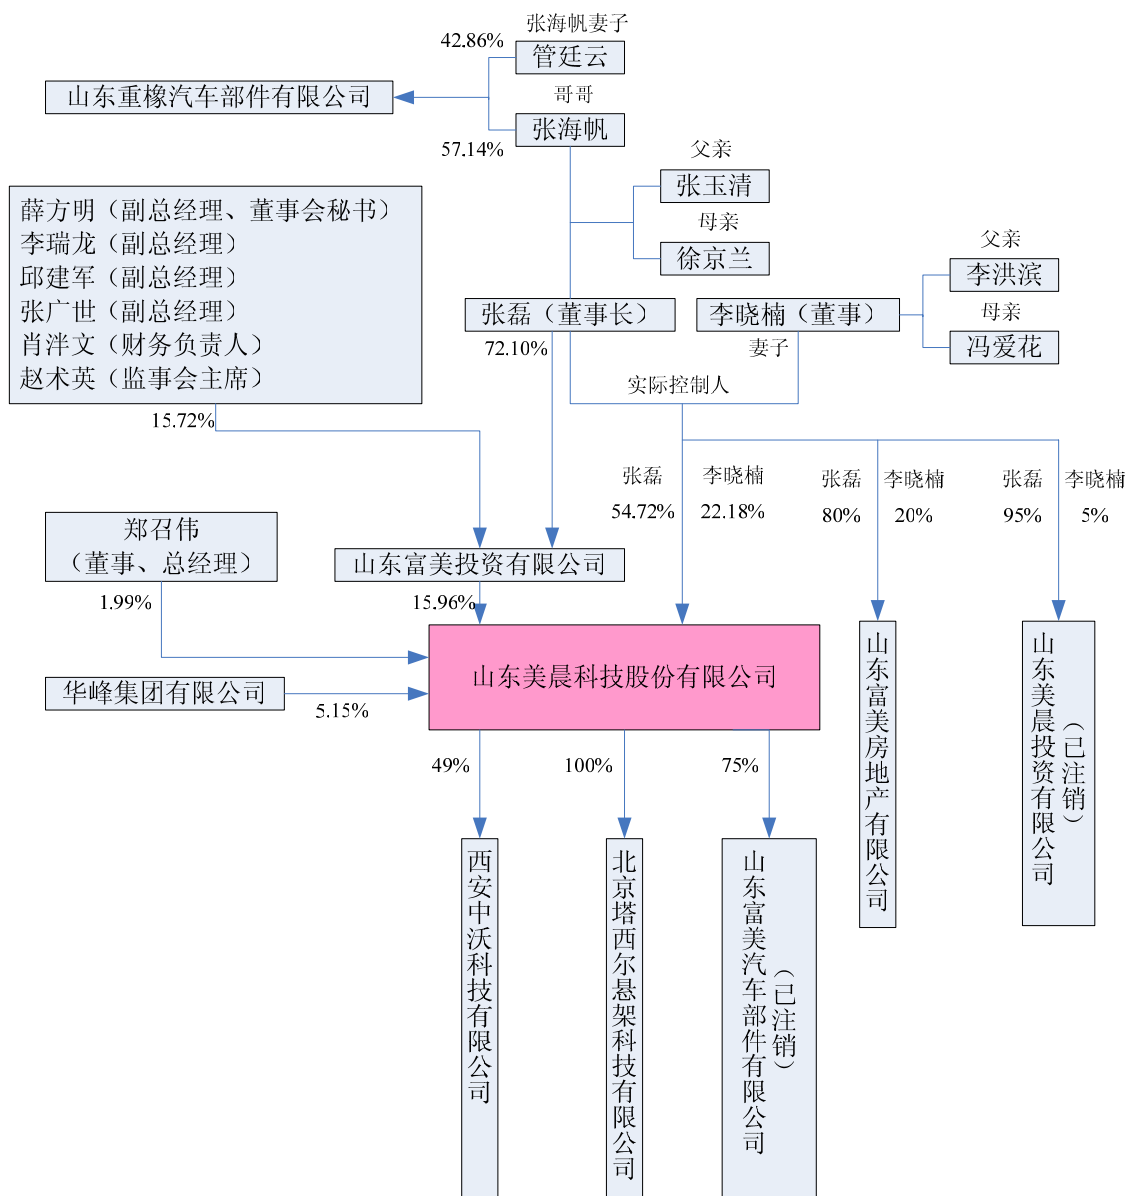 张海帆妻子
42.86%
管廷云
山东重橡汽车部件有限公司
哥哥
张海帆
57.14%
父亲
张玉清
母亲
徐京兰
薛方明（副总经理、董事会秘书）
李瑞龙（副总经理）
邱建军（副总经理）
张广世（副总经理）
肖泮文（财务负责人）
赵术英（监事会主席）
父亲
李洪滨
母亲
冯爱花
张磊（董事长）
李晓楠（董事）
72.10%
妻子
实际控制人
15.72%
张磊
李晓楠
54.72%
22.18%
张磊
李晓楠
80%
20%
张磊
李晓楠
95%
5%
郑召伟
（董事、总经理）
山东富美投资有限公司
1.99%
15.96%
山东美晨科技股份有限公司
华峰集团有限公司
5.15%
山东富美房地产有限公司
山东美晨投资有限公司
（已注销）
49%
100%
75%
西安中沃科技有限公司
北京塔西尔悬架科技有限公司
山东富美汽车部件有限公司
（已注销）